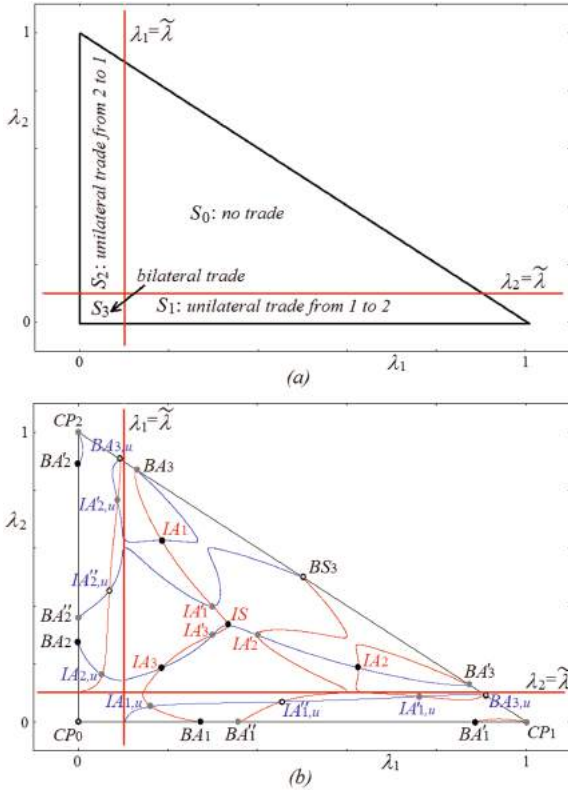 1
λ₁=λ̃
S₂: unilateral trade from 2 to 1
λ₂
S₀: no trade
bilateral trade
λ₂=λ̃
S₃
S₁: unilateral trade from 1 to 2
0
0
λ₁
1
(a)
CP₂
λ₁=λ̃
1
BA₃,u
BA₃
BA'₂
IA'₂,u
IA₁
λ₂
IA''₂,u
BS₃
BA''₂
IA'₁
IS
IA'₃
IA'₂
BA₂
IA₃
IA₂
BA'₃
IA₂,u
λ₂=λ̃
IA₁,u
IA''₁,u
IA'₁,u
BA₃,u
0
CP₀
BA₁
BA''₁
BA'₁
CP₁
0
λ₁
1
(b)